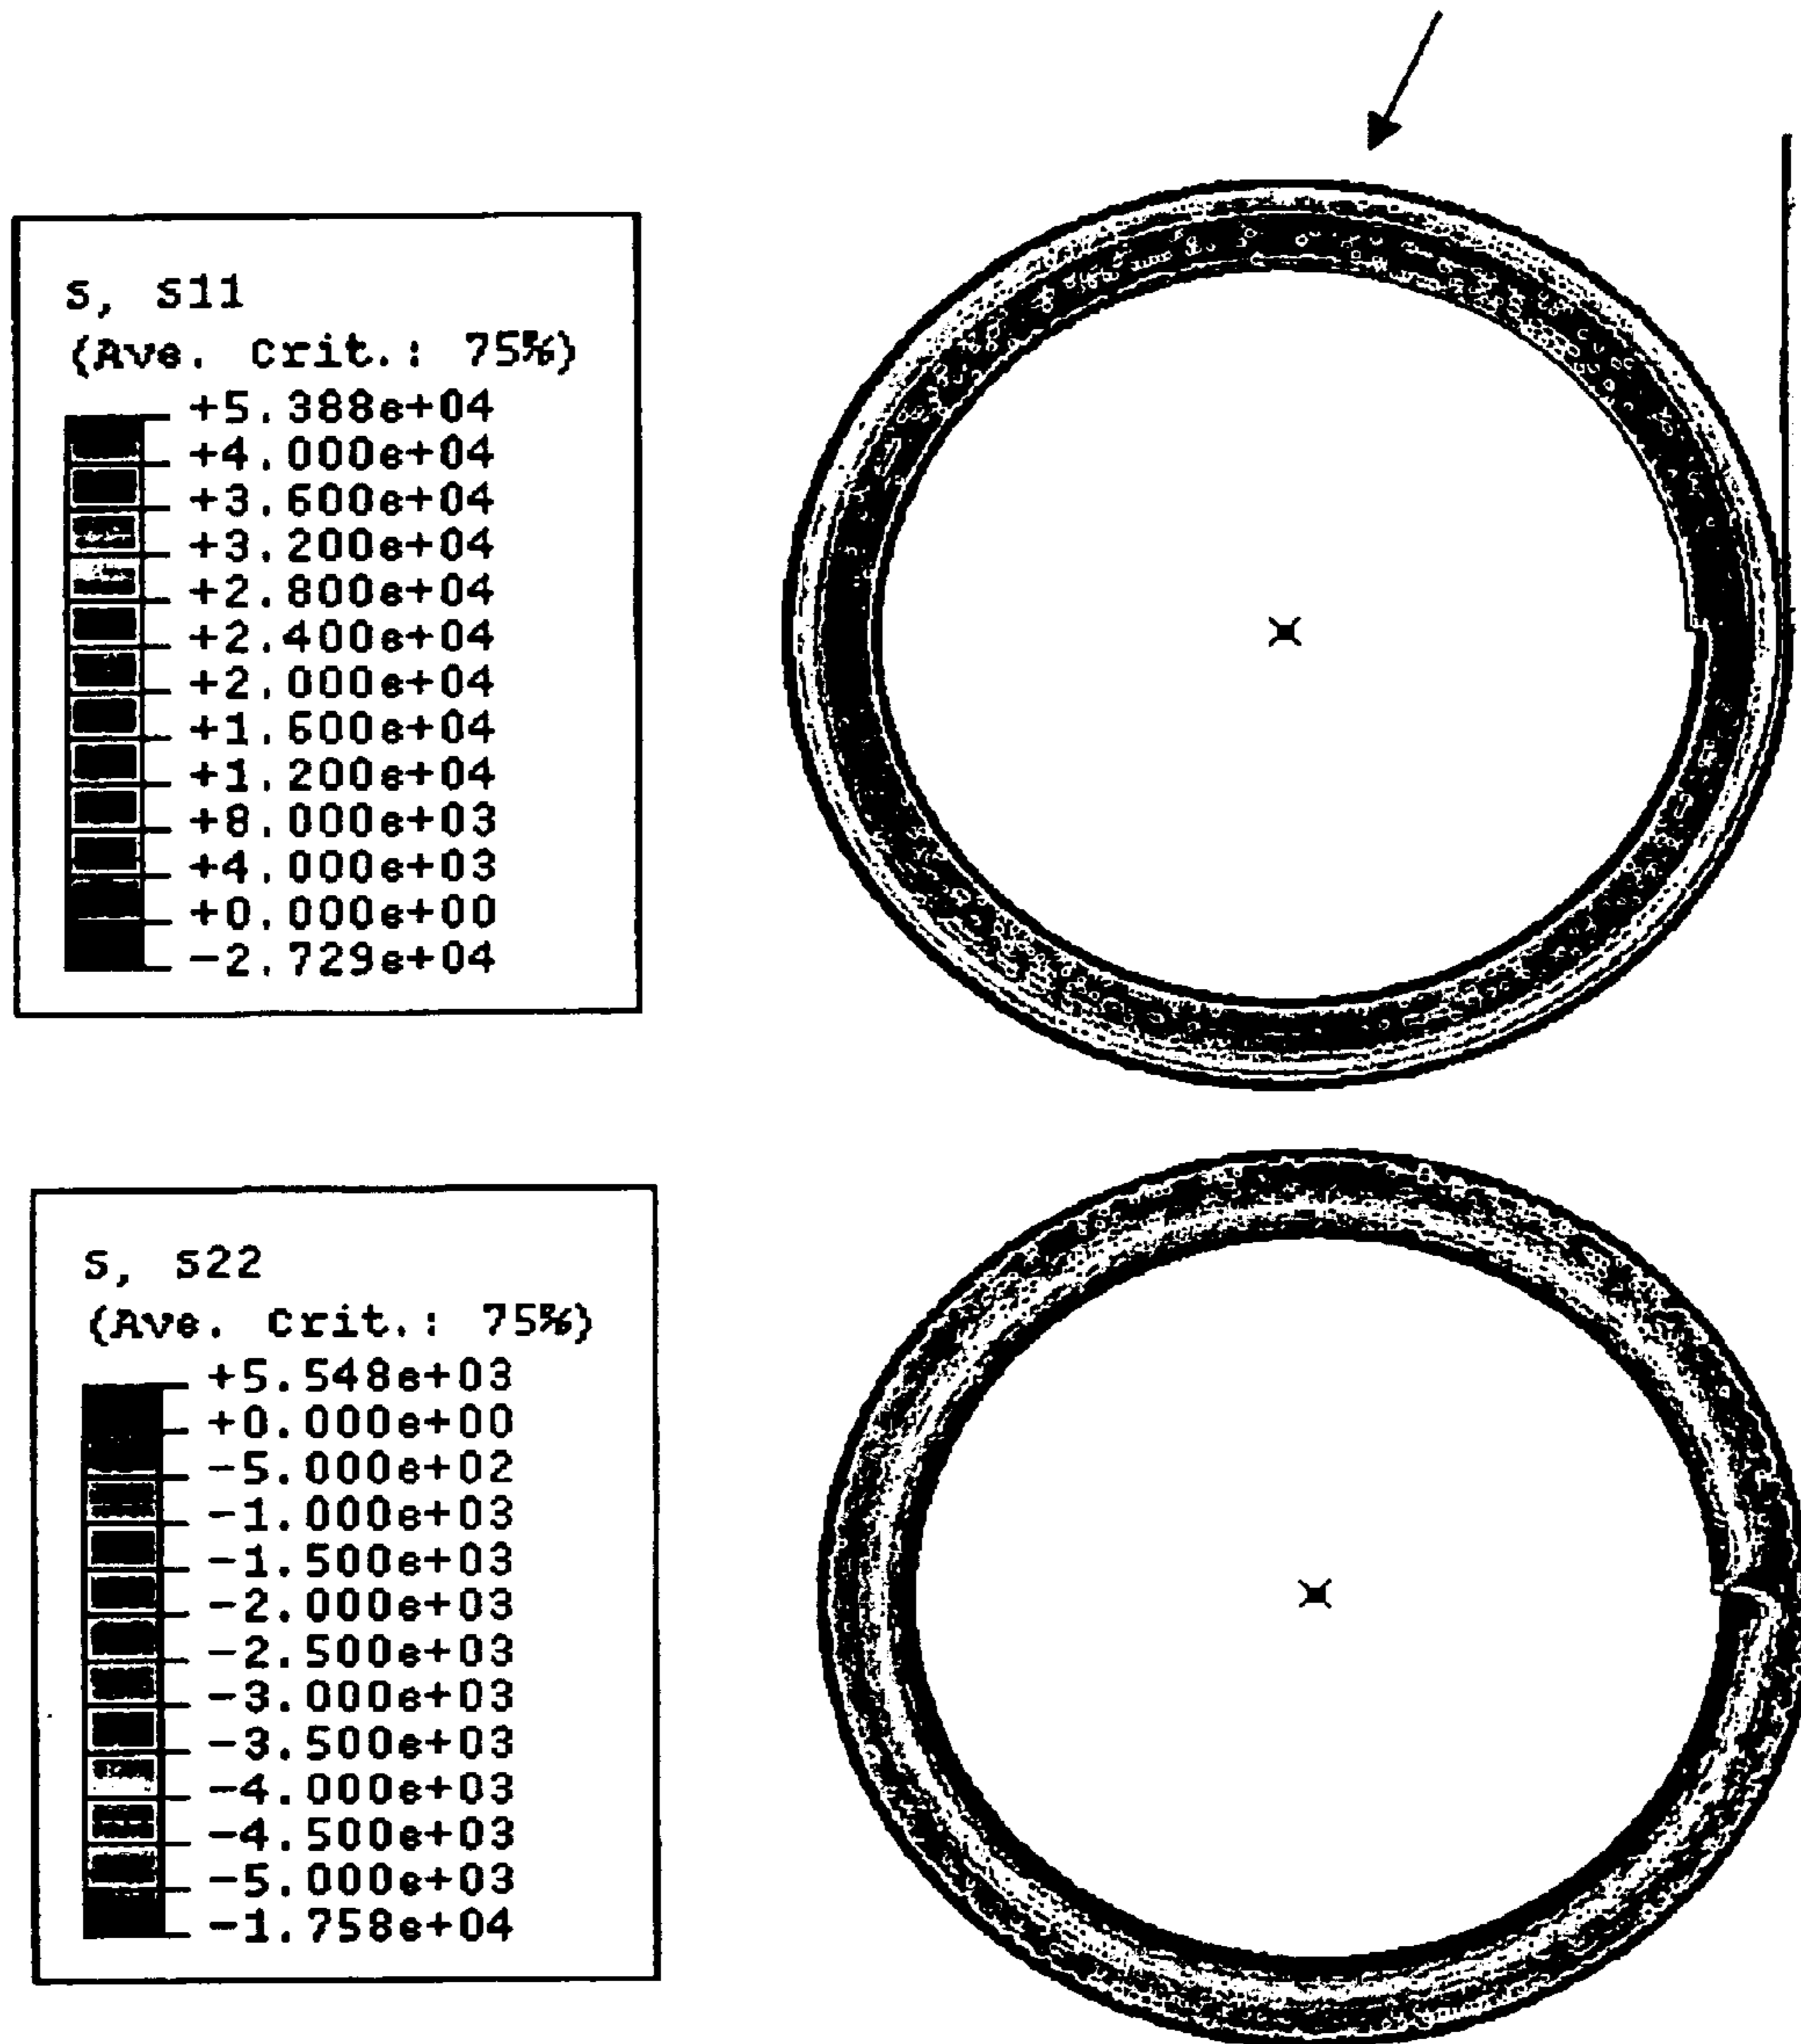 S, S11
(Ave. Crit.: 75%)
+5.388e+04
+4.000e+04
+3.600e+04
+3.200e+04
+2.800e+04
+2.400e+04
+2.000e+04
+1.600e+04
+1.200e+04
+8.000e+03
+4.000e+03
+0.000e+00
-2.729e+04
S, S22
(Ave. Crit.: 75%)
+5.548e+03
+0.000e+00
-5.000e+02
-1.000e+03
-1.500e+03
-2.000e+03
-2.500e+03
-3.000e+03
-3.500e+03
-4.000e+03
-4.500e+03
-5.000e+03
-1.758e+04